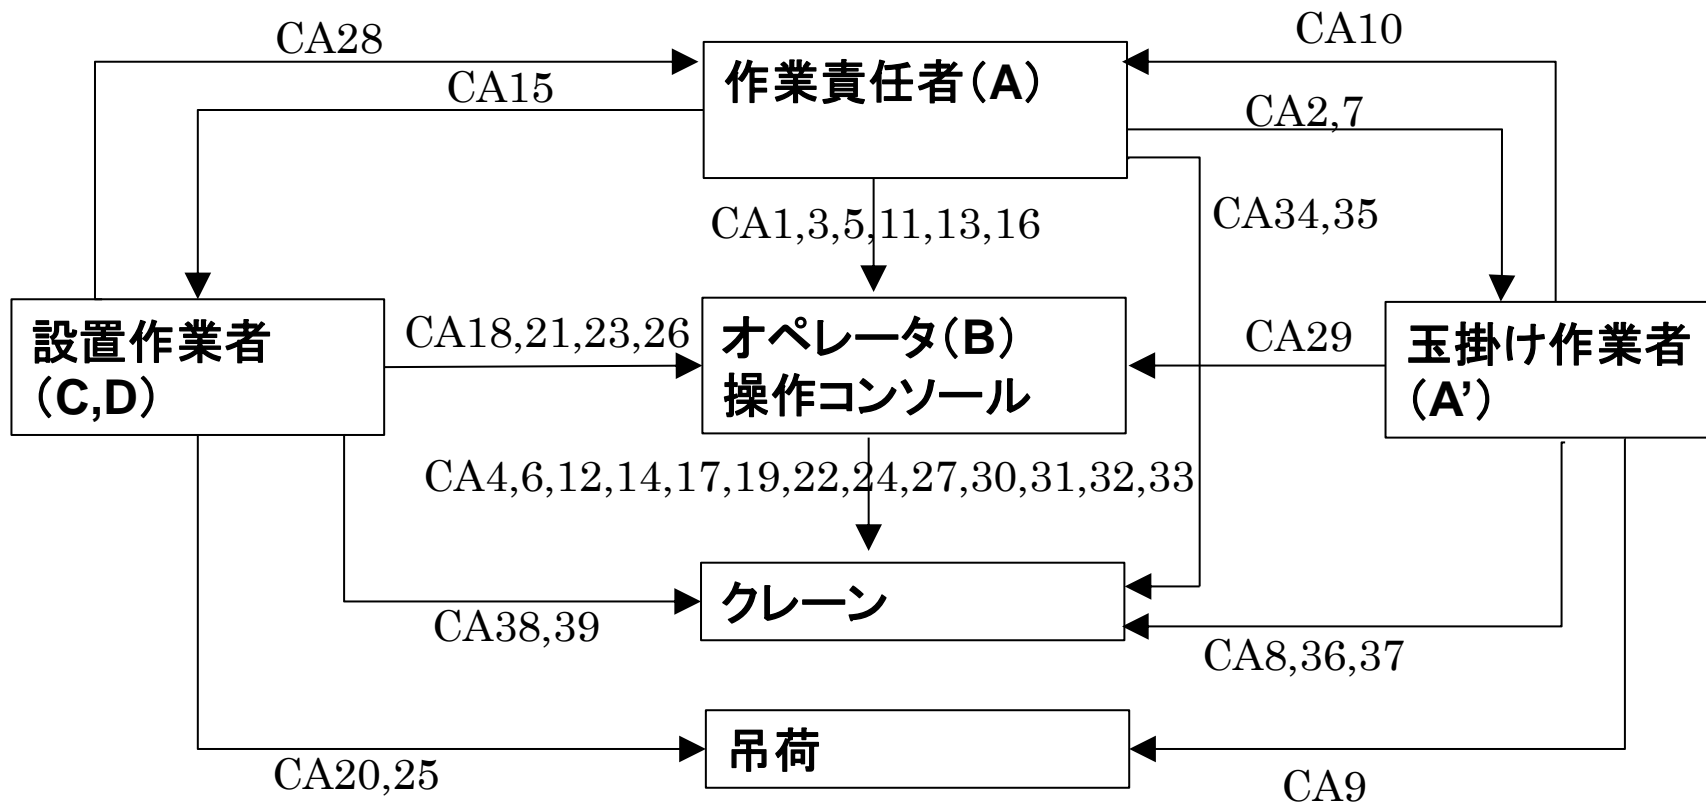 CA28
CA10
作業責任者(A)
CA15
CA2,7
CA1,3,5,11,13,16
CA34,35
設置作業者
(C,D)
CA18,21,23,26
オペレータ(B)
操作コンソール
CA29
玉掛け作業者
(A’)
CA4,6,12,14,17,19,22,24,27,30,31,32,33
クレーン
CA38,39
CA8,36,37
吊荷
CA20,25
CA9